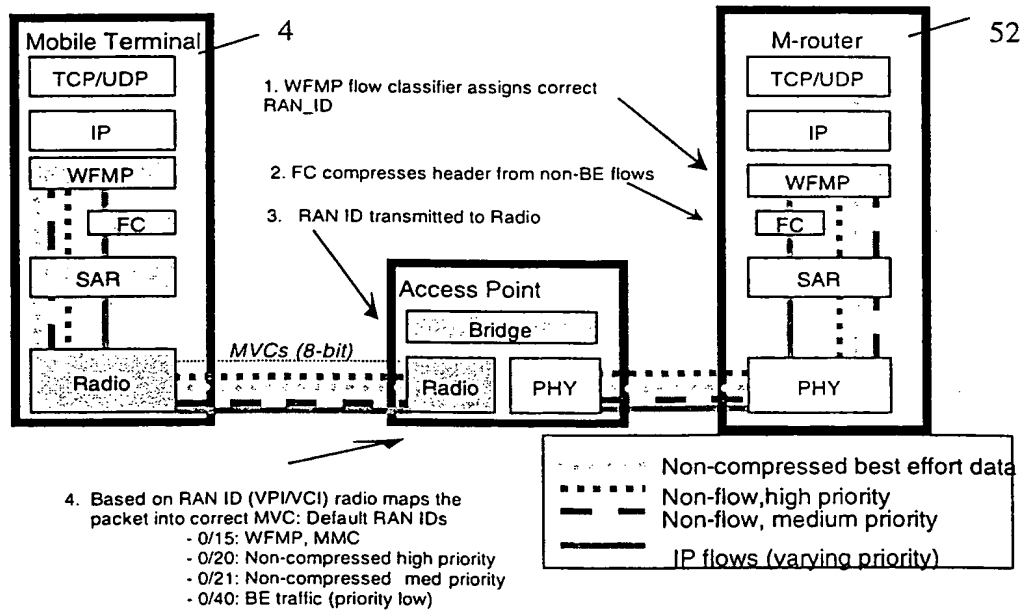 Mobile Terminal
4
TCP/UDP
IP
WFMP
FC
SAR
Radio
1. WFMP flow classifier assigns correct
RAN_ID
2. FC compresses header from non-BE flows
3. RAN ID transmitted to Radio
MVCs (8-bit)
Access Point
Bridge
Radio
PHY
M-router
52
TCP/UDP
IP
WFMP
FC
SAR
PHY
Non-compressed best effort data
Non-flow,high priority
Non-flow, medium priority
IP flows (varying priority)
4. Based on RAN ID (VPI/VCI) radio maps the
packet into correct MVC: Default RAN IDs
- 0/15: WFMP, MMC
- 0/20: Non-compressed high priority
- 0/21: Non-compressed med priority
- 0/40: BE traffic (priority low)